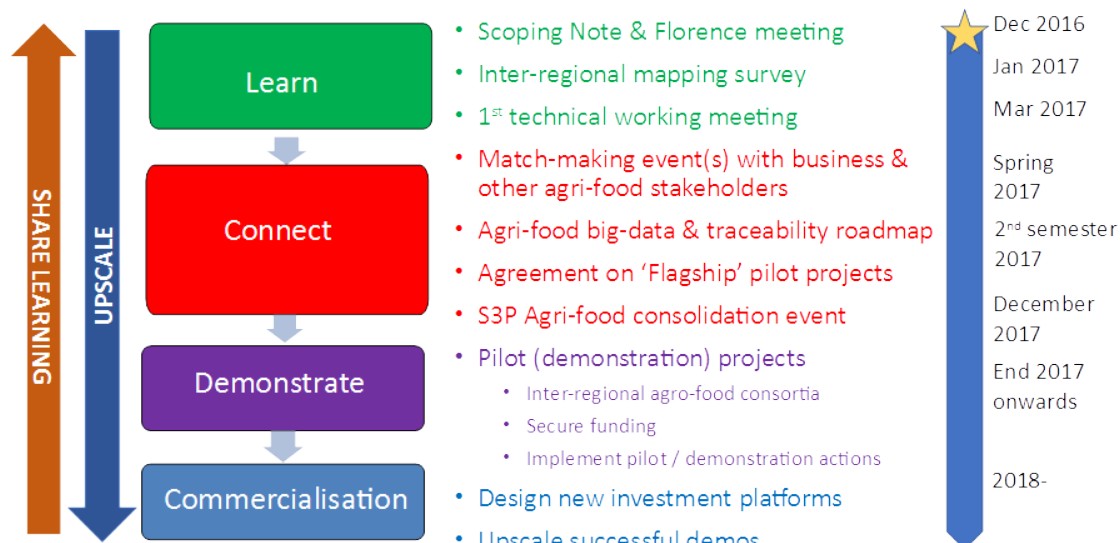 SHARE LEARNING
UPSCALE
Learn
• Scoping Note & Florence meeting
• Inter-regional mapping survey
• 1st technical working meeting
Connect
• Match-making event(s) with business &
other agri-food stakeholders
• Agri-food big-data & traceability roadmap
• Agreement on ‘Flagship’ pilot projects
• S3P Agri-food consolidation event
Demonstrate
• Pilot (demonstration) projects
• Inter-regional agro-food consortia
• Secure funding
• Implement pilot / demonstration actions
Commercialisation
• Design new investment platforms
• Upscale successful demos
Dec 2016
Jan 2017
Mar 2017
Spring
2017
2nd semester
2017
December
2017
End 2017
onwards
2018-